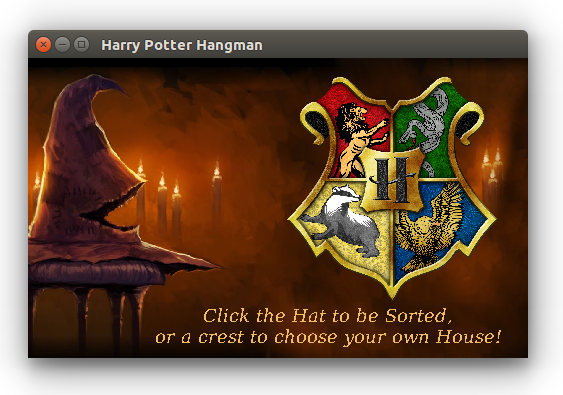 Harry Potter Hangman
H
Click the Hat to be Sorted,
or a crest to choose your own House!